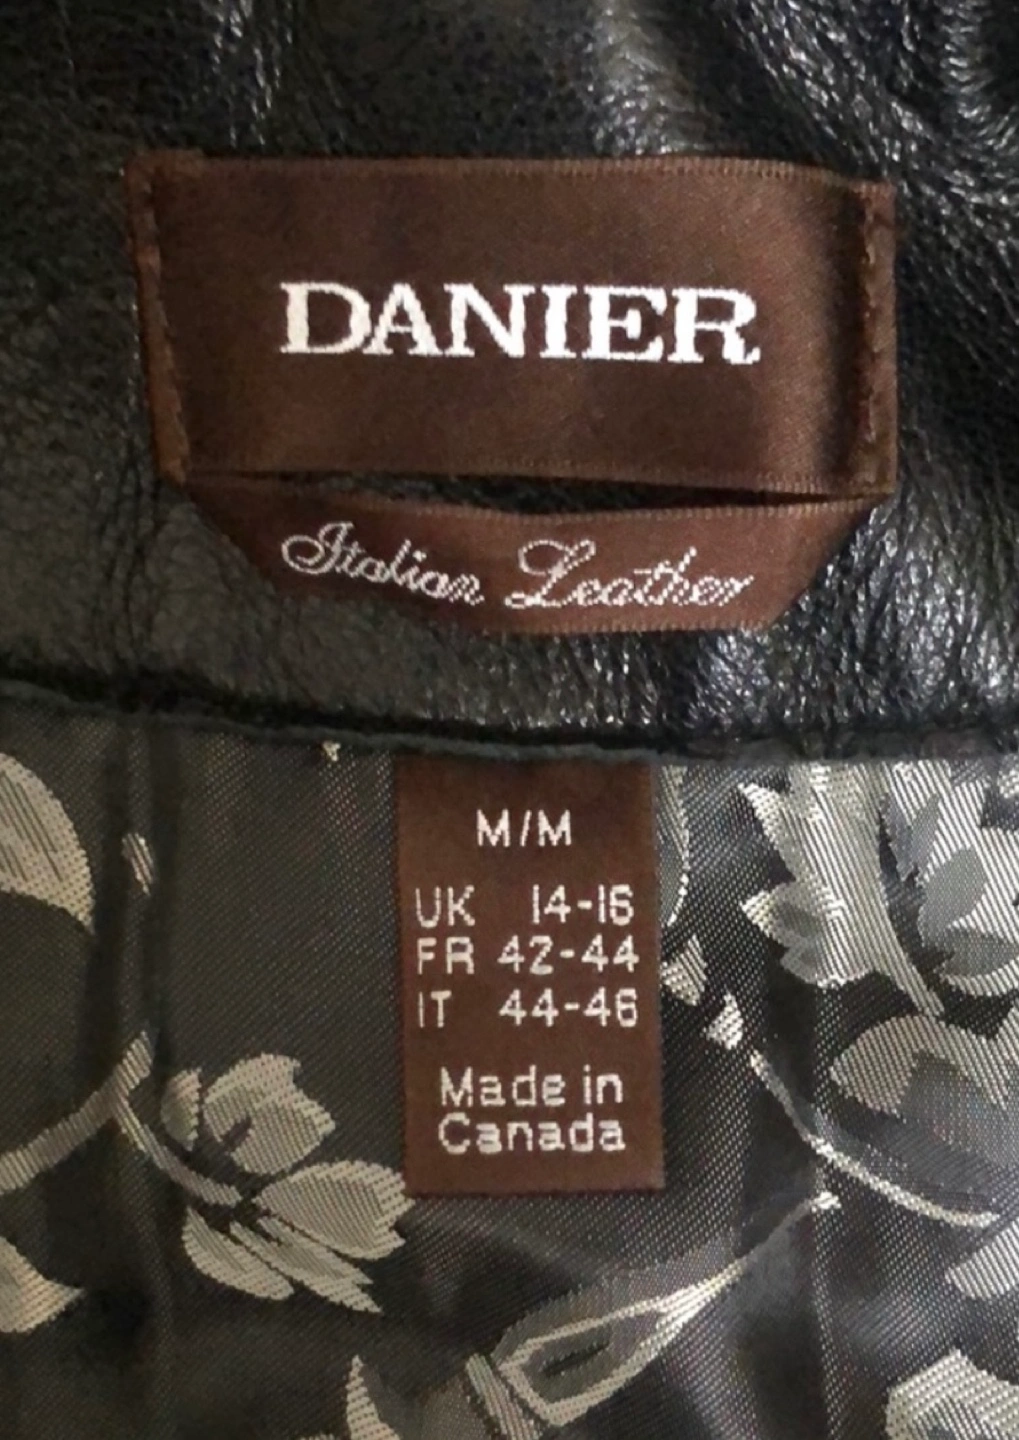 DANIER
Italian Leather
M/M
UK 14-16
FR 42-44
IT 44-46
Made in
Canada